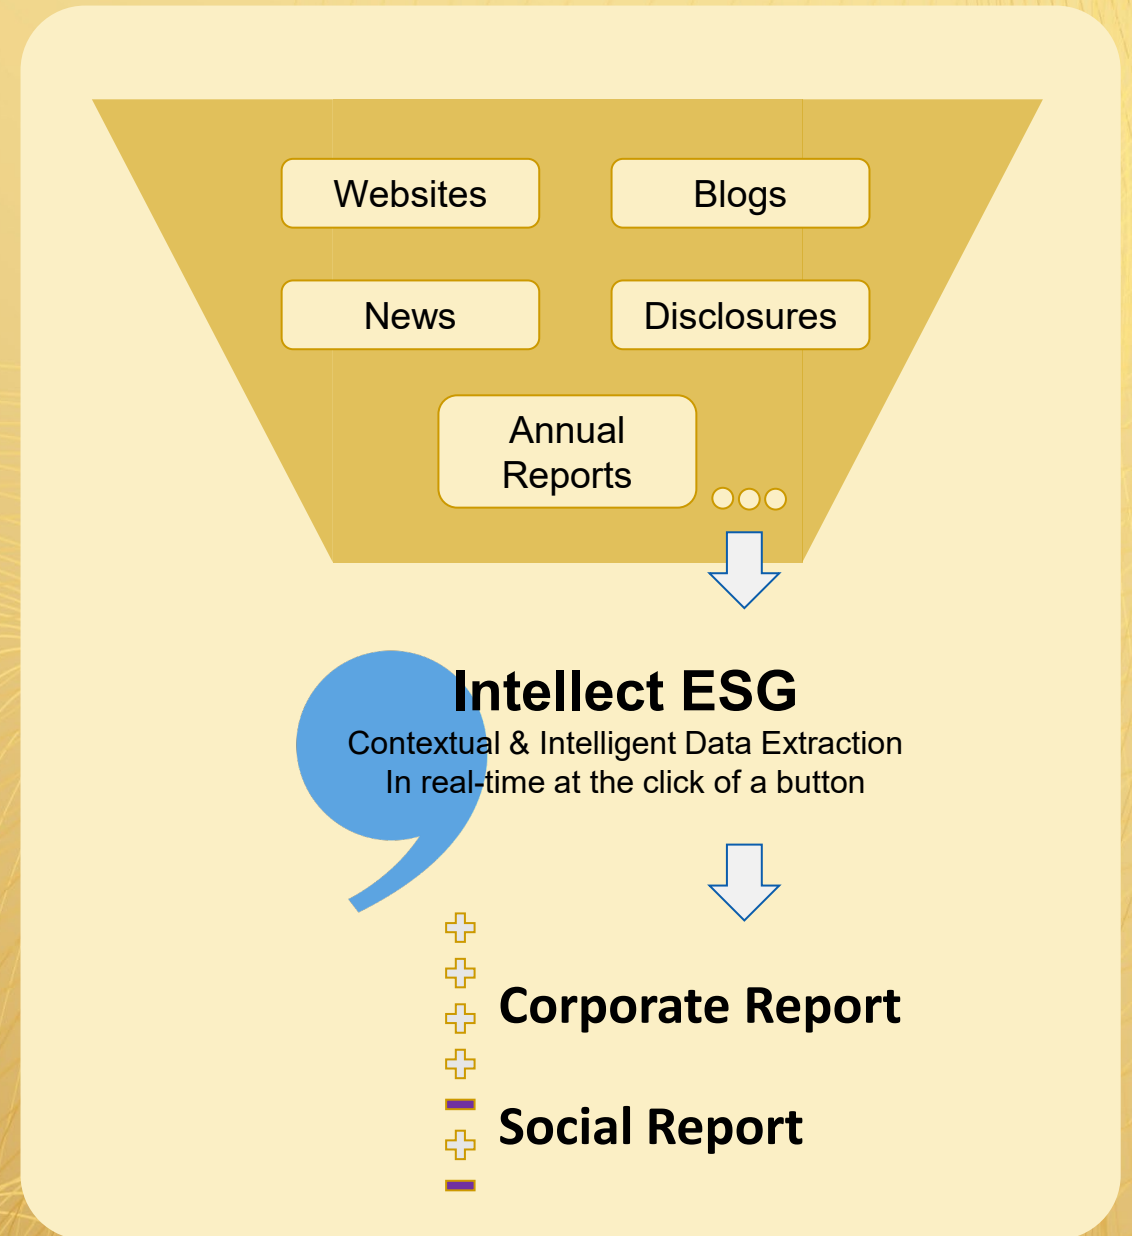 Websites
Blogs
News
Disclosures
Annual
Reports
Intellect ESG
Contextual & Intelligent Data Extraction
In real-time at the click of a button
Corporate Report
Social Report